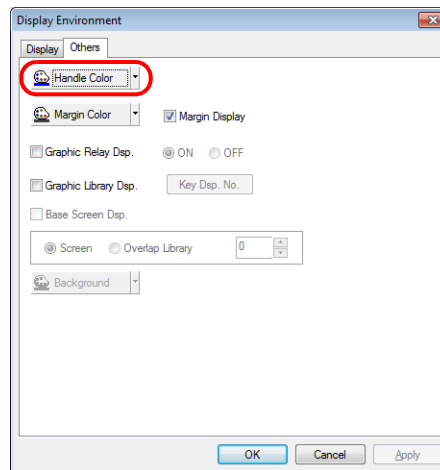 Display Environment
Display Others
Handle Color
Margin Color Margin Display
Graphic Relay Dsp. ON OFF
Graphic Library Dsp. Key Dsp. No.
Base Screen Dsp.
Screen Overlap Library 0
Background
OK Cancel Apply